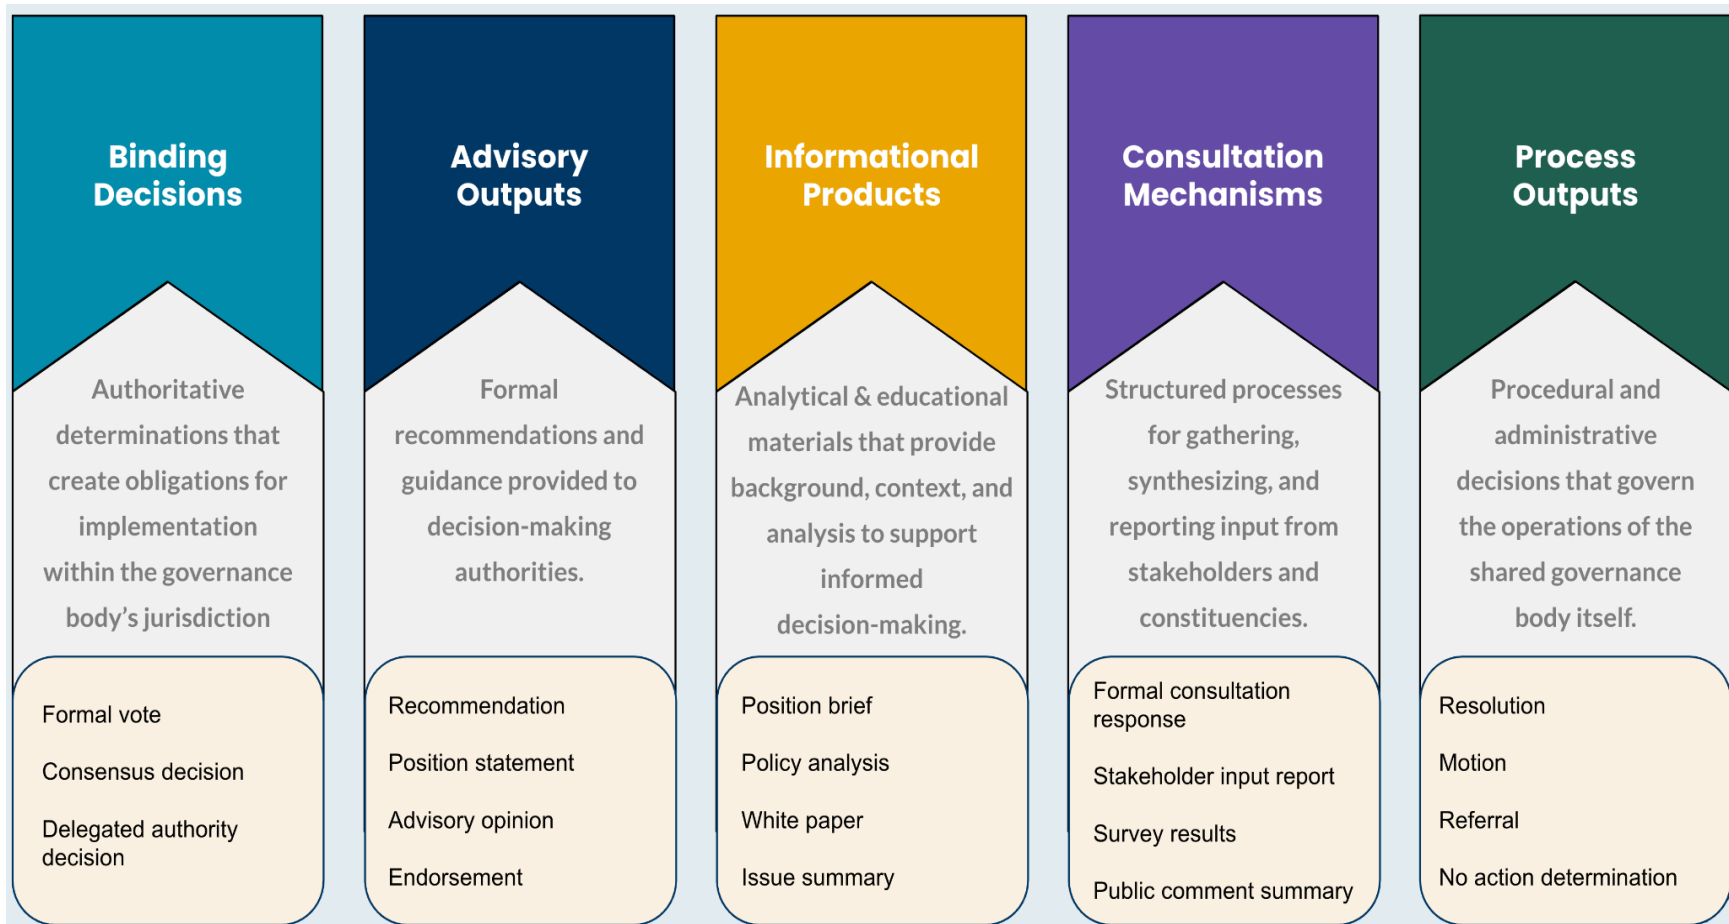 Binding
Decisions
Authoritative
determinations that
create obligations for
implementation
within the governance
body’s jurisdiction
Formal vote
Consensus decision
Delegated authority
decision
Advisory
Outputs
Formal
recommendations and
guidance provided to
decision-making
authorities.
Recommendation
Position statement
Advisory opinion
Endorsement
Informational
Products
Analytical & educational
materials that provide
background, context, and
analysis to support
informed
decision-making.
Position brief
Policy analysis
White paper
Issue summary
Consultation
Mechanisms
Structured processes
for gathering,
synthesizing, and
reporting input from
stakeholders and
constituencies.
Formal consultation
response
Stakeholder input report
Survey results
Public comment summary
Process
Outputs
Procedural and
administrative
decisions that govern
the operations of the
shared governance
body itself.
Resolution
Motion
Referral
No action determination